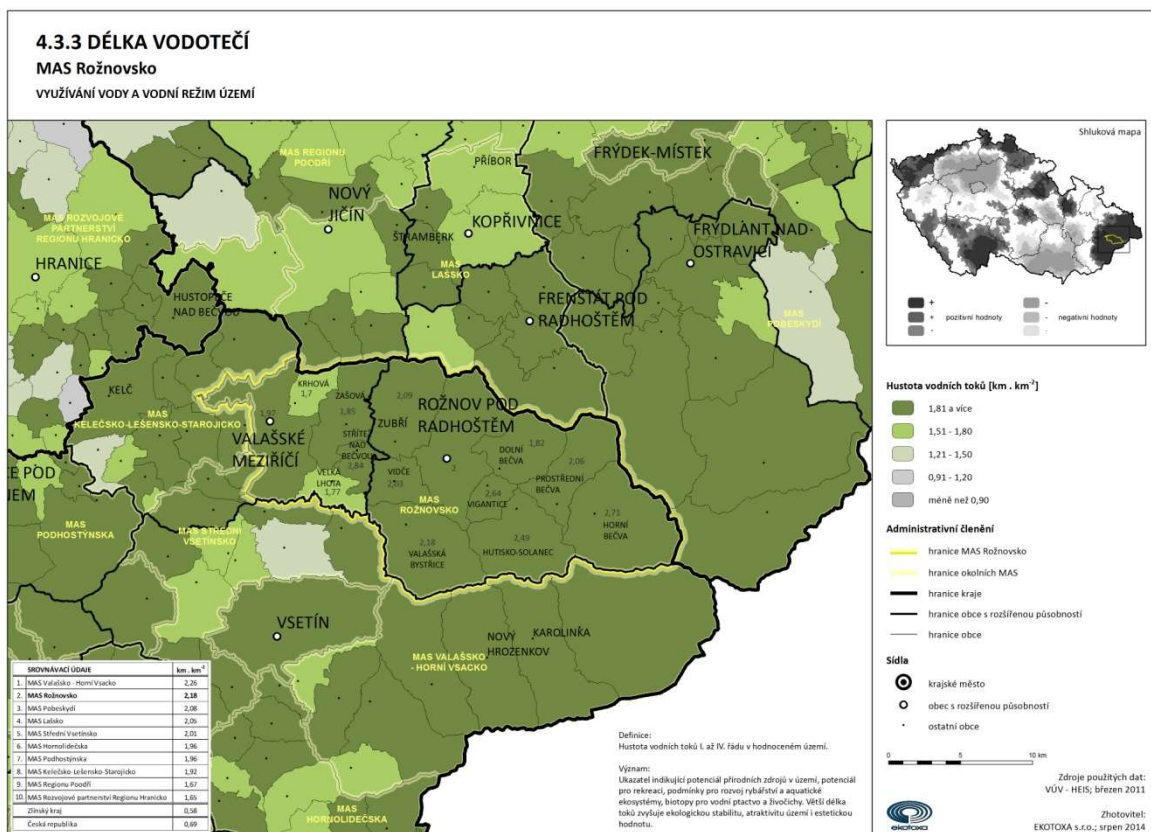 4.3.3 DÉLKA VODOTEČÍ
MAS Rožnovsko
VYUŽÍVÁNÍ VODY A VODNÍ REŽIM ÚZEMÍ
MAS REGIONU
POODŘÍ
PŘÍBOR
FRÝDEK-MÍSTEK
NOVÝ
JIČÍN
KOPŘIVNICE
MAS ROZVOJOVÉ
PARTNERSTVÍ
REGIONU HRANICKO
HRANICE
ŠTRAMBERK
MAS
LAŠSKO
FRÝDLANT NAD
OSTRAVICÍ
HUSTOPEČE
NAD BEČVOU
FRENŠTÁT POD
RADHOŠTĚM
MAS
POBESKYDÍ
KELČ
MAS
KELEČSKO-LEŠENSKO-STAROJICKO
KRHOVÁ
1,7
ZAŠOVÁ
1,85
2,09
1,97
VALAŠSKÉ
MEZIŘÍČÍ
ZUBŘÍ
ROŽNOV POD
RADHOŠTĚM
2
STŘÍTEŽ
NAD
BEČVOU
2,84
DOLNÍ
BEČVA
1,82
PROSTŘEDNÍ
BEČVA
2,06
VELKÁ
LHOTA
1,77
VIDČE
2,03
MAS
ROŽNOVSKO
2,64
VIGANTICE
2,71
HORNÍ
BEČVA
2,18
VALAŠSKÁ
BYSTŘICE
2,49
HUTISKO-SOLANEC
E POD
NEM
MAS
PODHOSTÝNSKA
MAS STŘEDNÍ
VSETÍNSKO
VSETÍN
MAS VALAŠSKO
- HORNÍ VSACKO
NOVÝ
HROZENKOV
KAROLINKA
MAS
HORNOLIDEČSKA
SROVNÁVACÍ ÚDAJE km . km-2
1. MAS Valašsko - Horní Vsacko 2,26
2. MAS Rožnovsko 2,18
3. MAS Pobeskydí 2,08
4. MAS Lašsko 2,05
5. MAS Střední Vsetínsko 2,01
6. MAS Hornolidečska 1,96
7. MAS Podhostýnska 1,96
8. MAS Kelečsko-Lešensko-Starojicko 1,92
9. MAS Regionu Poodří 1,67
10. MAS Rozvojové partnerství Regionu Hranicko 1,65
Zlínský kraj 0,58
Česká republika 0,69
Definice:
Hustota vodních toků I. až IV. řádu v hodnoceném území.
Význam:
Ukazatel indikující potenciál přírodních zdrojů v území, potenciál
pro rekreaci, podmínky pro rozvoj rybářství a aquatické
ekosystémy, biotopy pro vodní ptactvo a živočichy. Větší délka
toků zvyšuje ekologickou stabilitu, atraktivitu území i estetickou
hodnotu.
Shluková mapa
+ -
+ pozitivní hodnoty - negativní hodnoty
- -
Hustota vodních toků [km . km-2]
1,81 a více
1,51 - 1,80
1,21 - 1,50
0,91 - 1,20
méně než 0,90
Administrativní členění
hranice MAS Rožnovsko
hranice okolních MAS
hranice kraje
hranice obce s rozšířenou působností
hranice obce
Sídla
krajské město
obec s rozšířenou působností
ostatní obce
0 5 10 km
Zdroje použitých dat:
VÚV - HEIS; březen 2011
Zhotovitel:
EKOTOXA s.r.o.; srpen 2014
ekotoxa